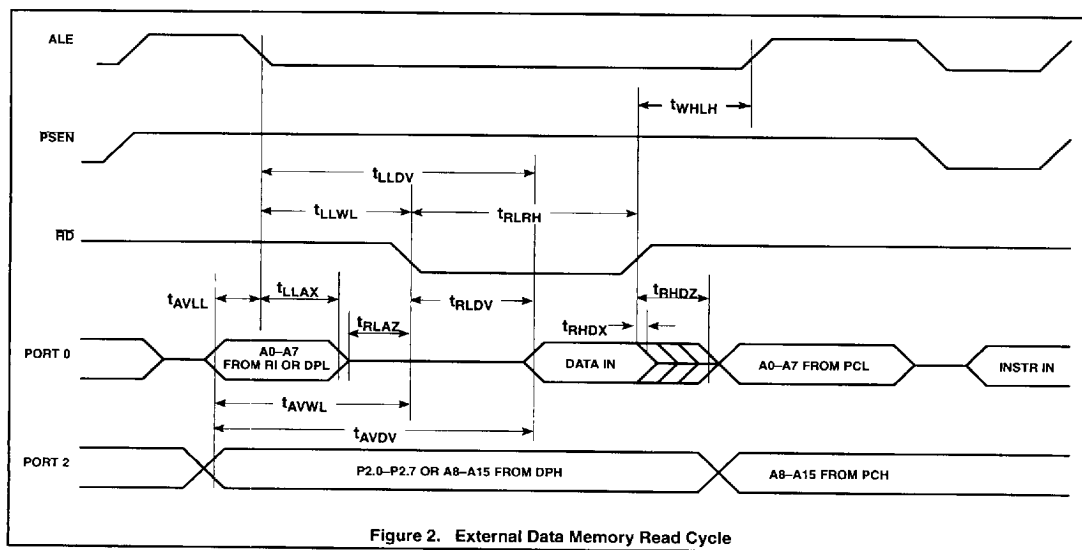 ALE
tWHLH
PSEN
tLLDV
tLLWL
tRLRH
RD
tAVLL
tLLAX
tRLDV
tRHDZ
tRLAZ
tRHDX
PORT 0
A0–A7
FROM RI OR DPL
DATA IN
A0–A7 FROM PCL
INSTR IN
tAVWL
tAVDV
PORT 2
P2.0–P2.7 OR A8–A15 FROM DPH
A8–A15 FROM PCH
Figure 2. External Data Memory Read Cycle